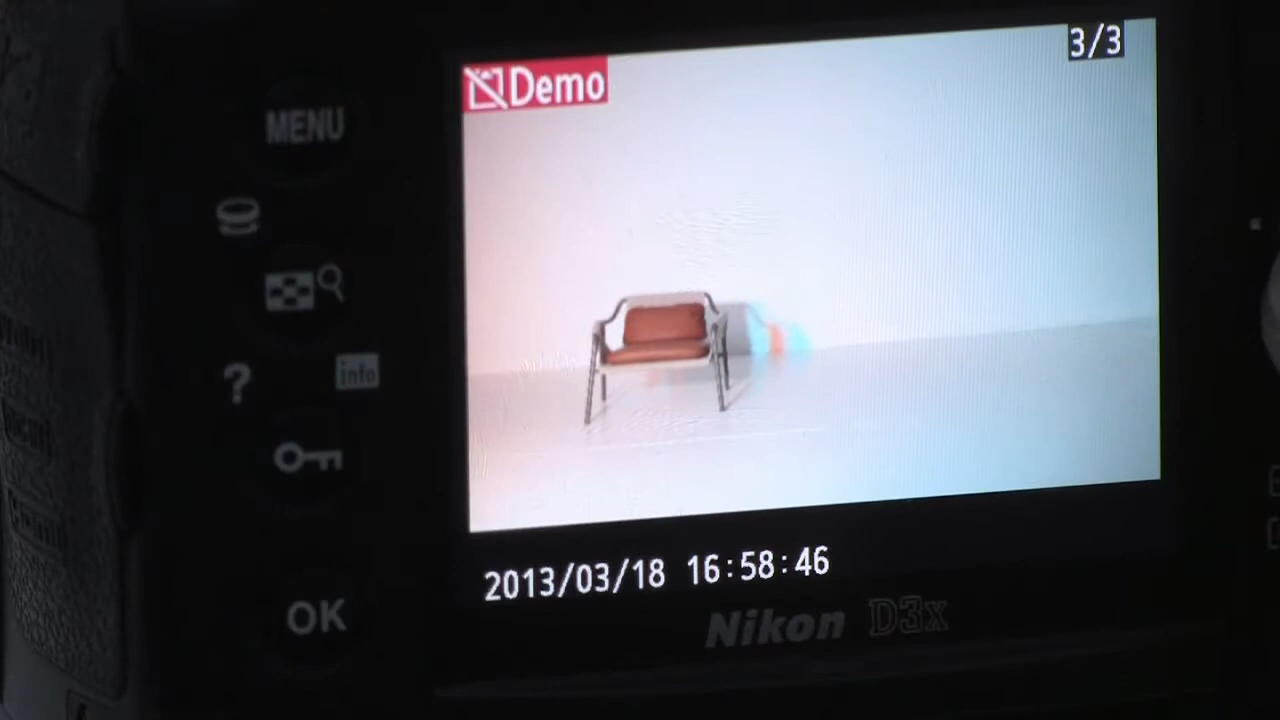 Demo
3/3
MENU
?
info
2013/03/18 16:58:46
OK
Nikon D3x